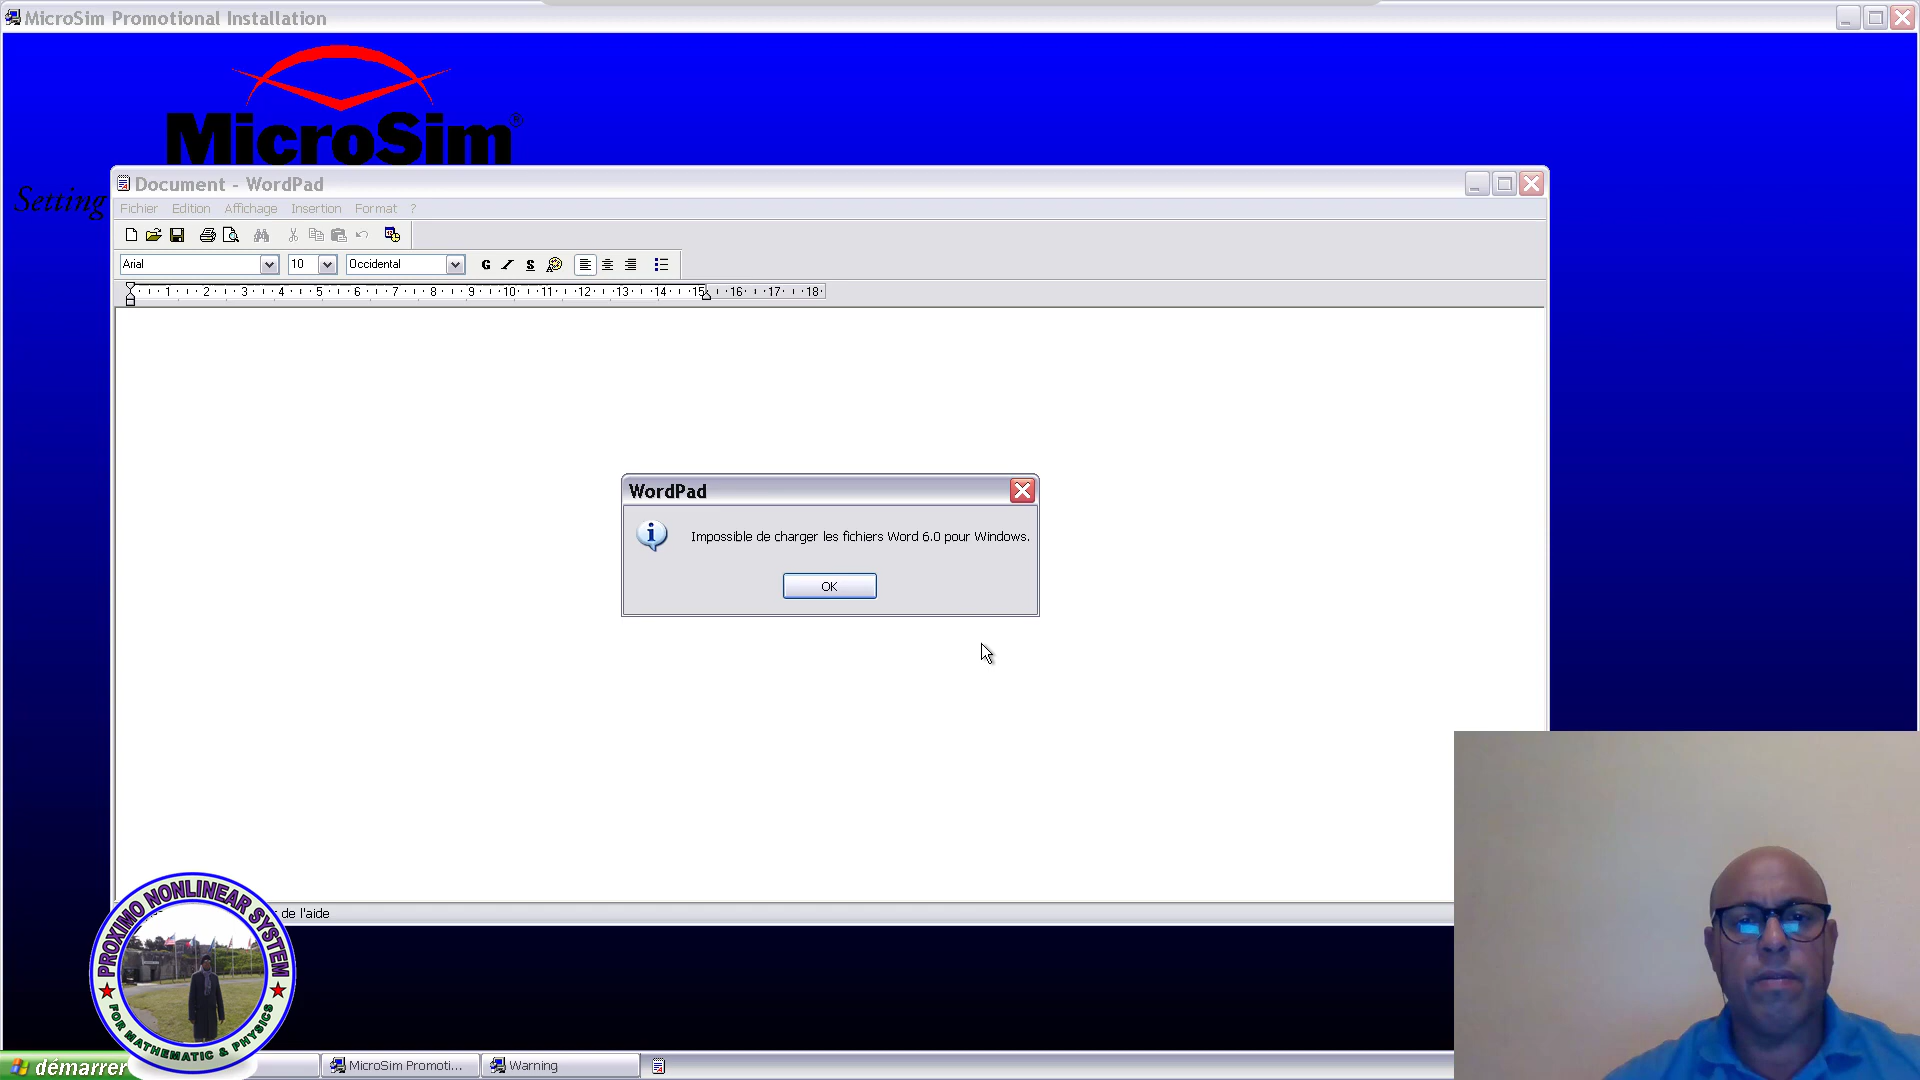 MicroSim Promotional Installation
MicroSim®
Setting
Document - WordPad
Fichier Edition Affichage Insertion Format ?
Arial 10 Occidental G I S
1 2 3 4 5 6 7 8 9 10 11 12 13 14 15 16 17 18
WordPad
Impossible de charger les fichiers Word 6.0 pour Windows.
OK
de l'aide
PROXIMO NONLINEAR SYSTEM
FOR MATHEMATIC & PHYSICS
démarrer MicroSim Promoti... Warning